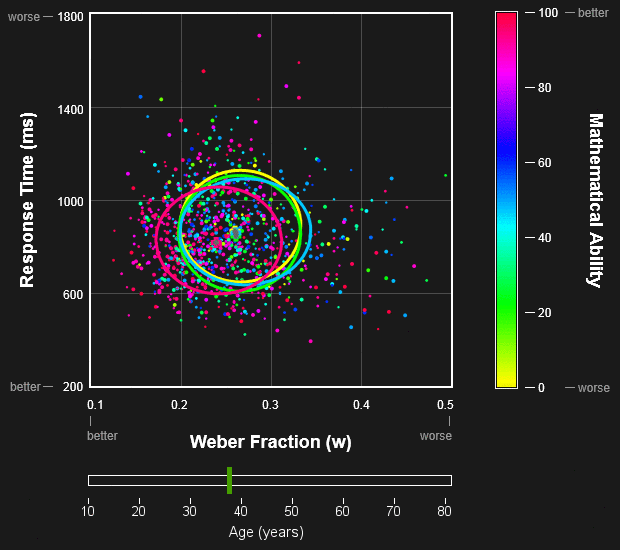 worse
1800
1400
1000
600
better
200
Response Time (ms)
0.1
0.2
0.3
0.4
0.5
better
worse
Weber Fraction (w)
10
20
30
40
50
60
70
80
Age (years)
100
better
80
60
40
20
0
worse
Mathematical Ability